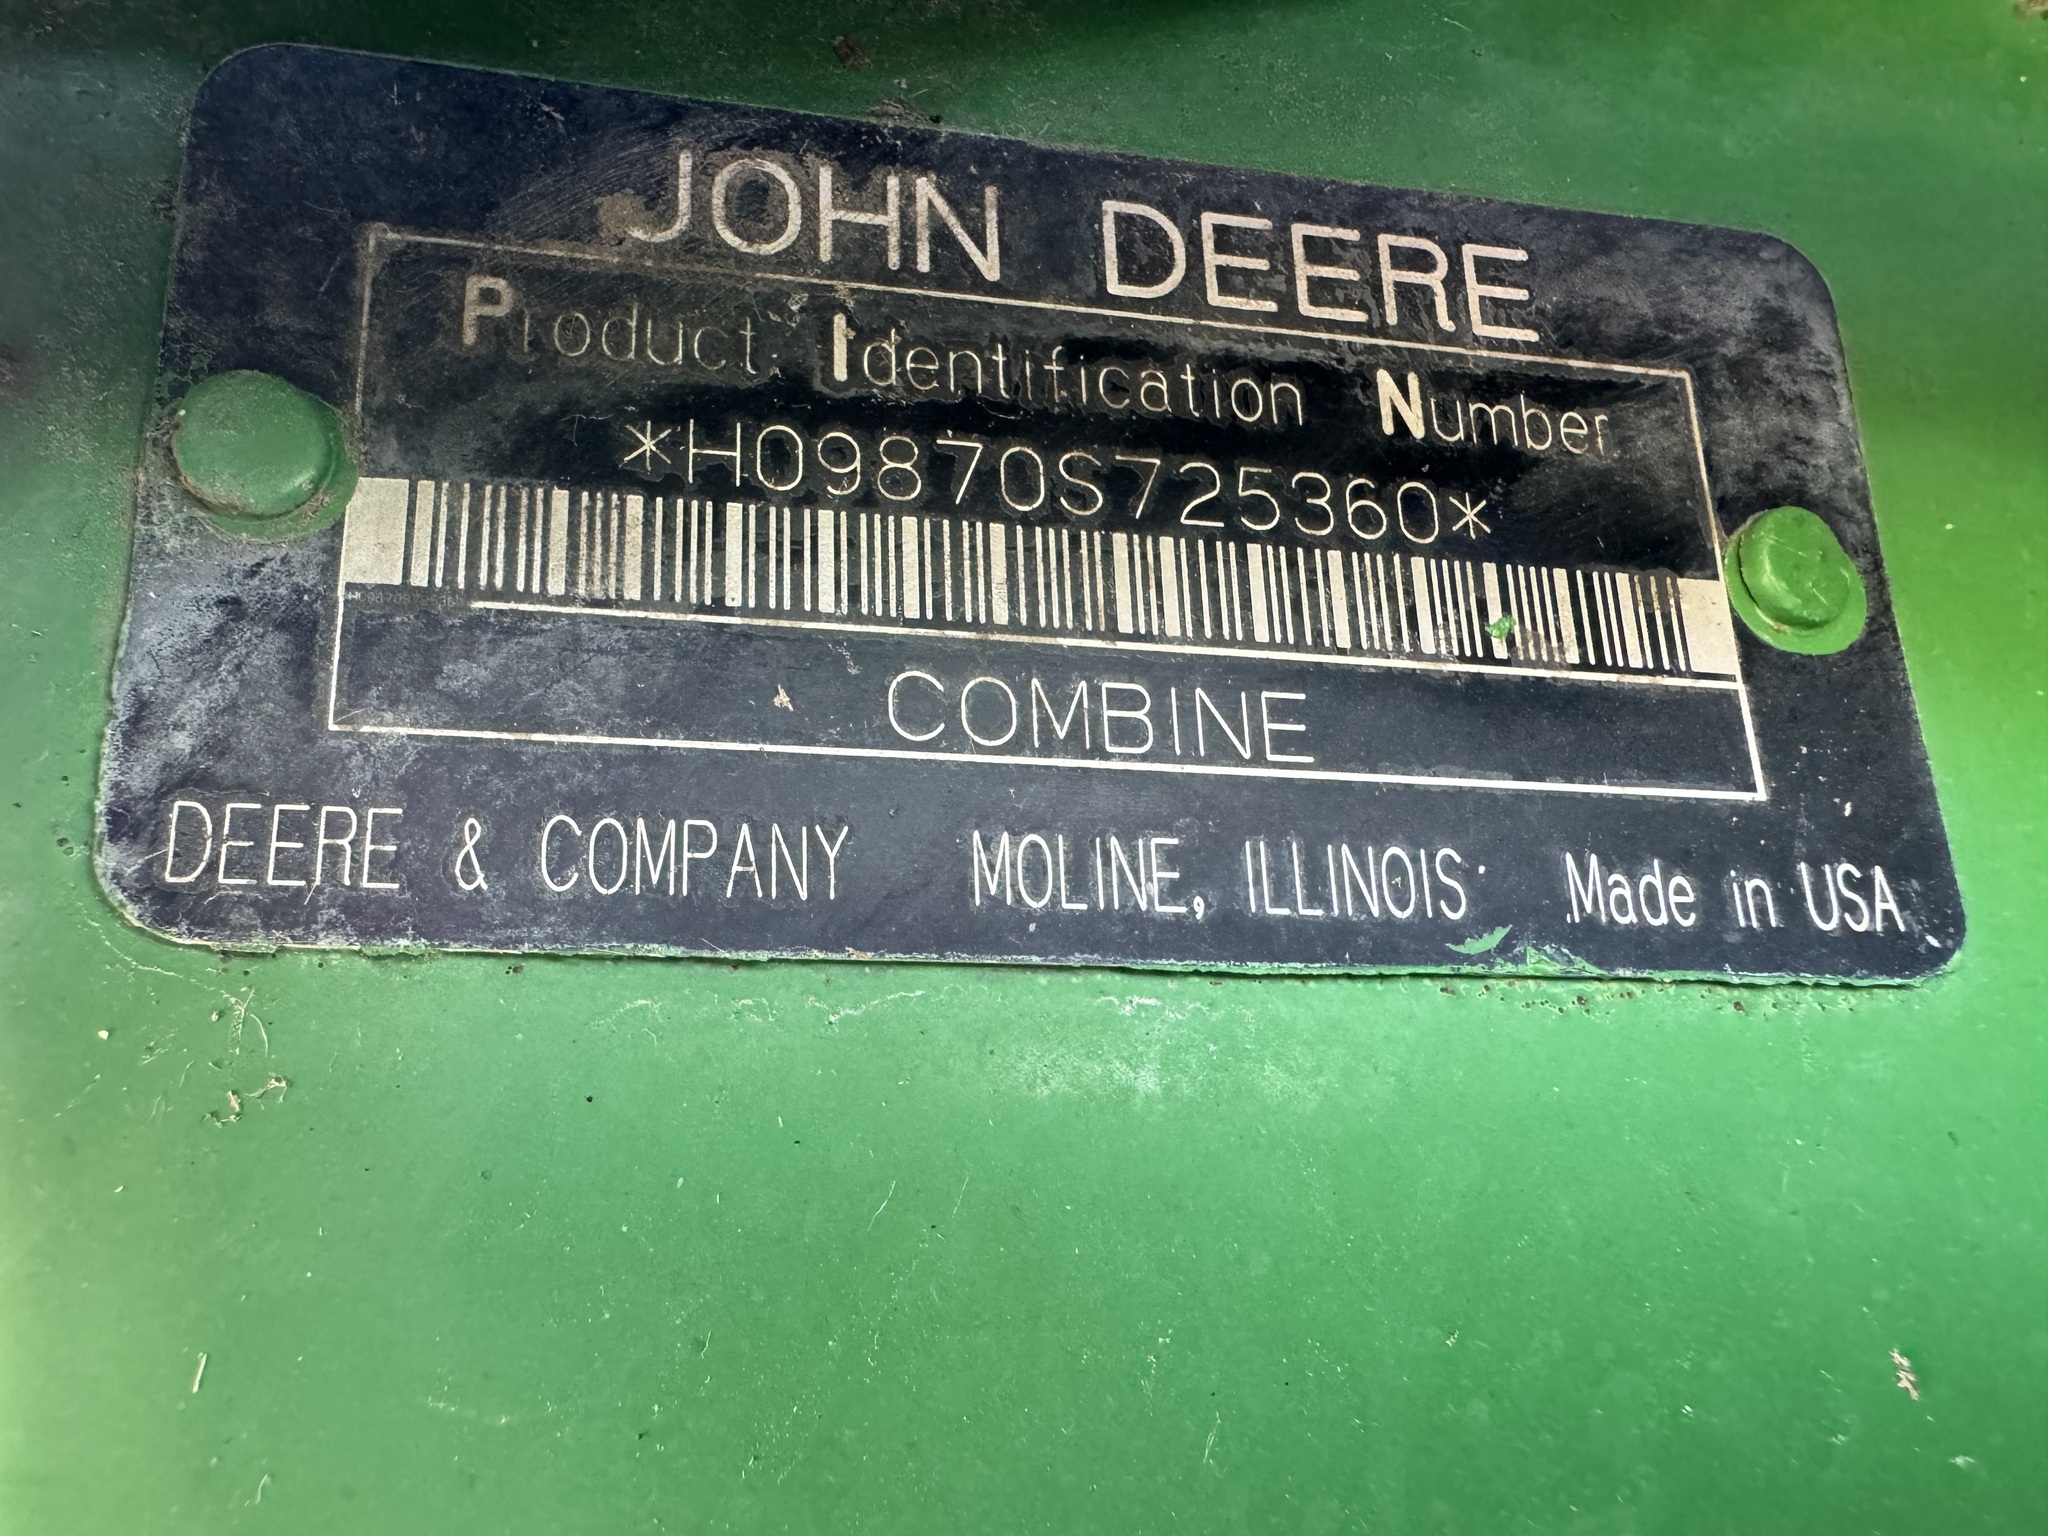 JOHN DEERE
Product Identification Number
*H09870S725360*
COMBINE
DEERE & COMPANY MOLINE, ILLINOIS Made in USA